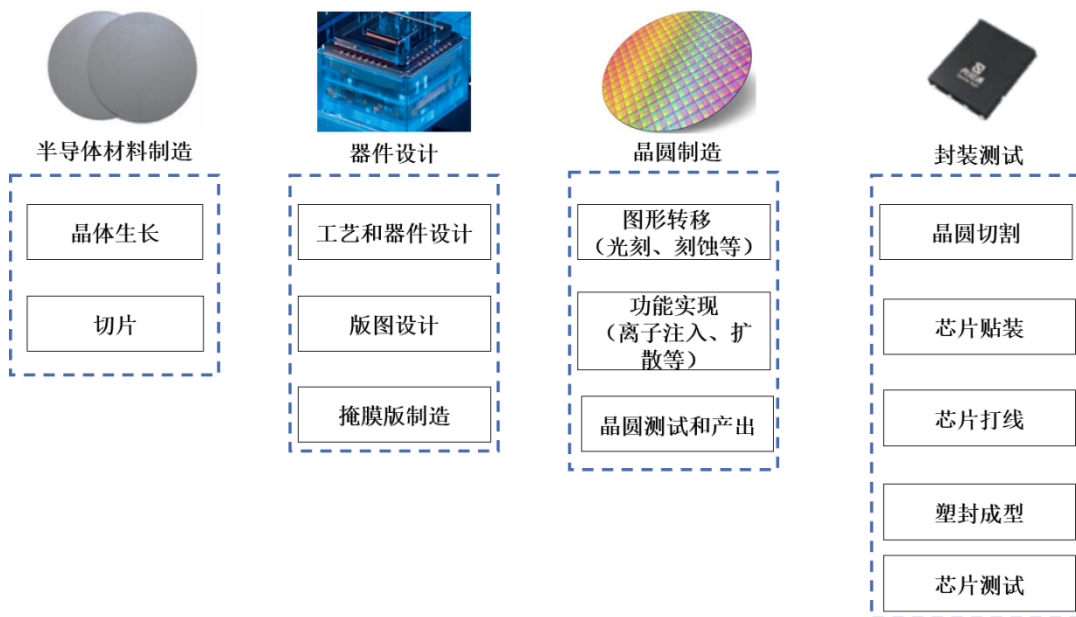 半导体材料制造
晶体生长
切片
器件设计
工艺和器件设计
版图设计
掩膜版制造
晶圆制造
图形转移
（光刻、刻蚀等）
功能实现
（离子注入、扩
散等）
晶圆测试和产出
封装测试
晶圆切割
芯片贴装
芯片打线
塑封成型
芯片测试